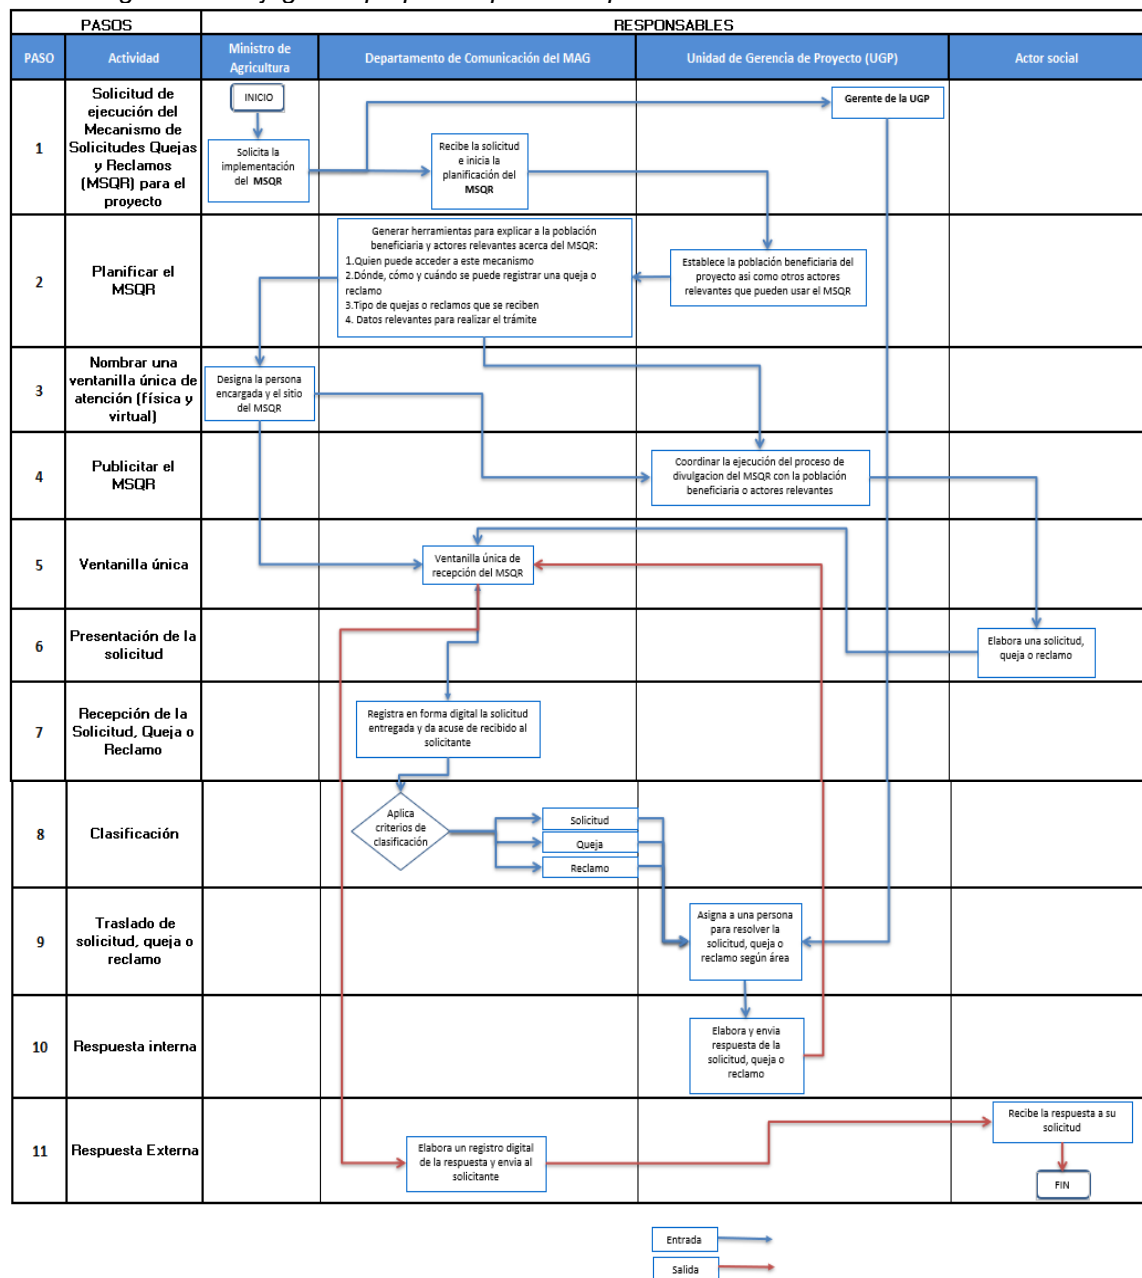 PASOS
RESPONSABLES
PASO
Actividad
Ministro de
Agricultura
Departamento de Comunicación del MAG
Unidad de Gerencia de Proyecto (UGP)
Actor social
1
Solicitud de
ejecución del
Mecanismo de
Solicitudes Quejas
y Reclamos
(MSQR) para el
proyecto
INICIO
Solicita la
implementación
del MSQR
Recibe la solicitud
e inicia la
planificación del
MSQR
Gerente de la UGP
2
Planificar el
MSQR
Generar herramientas para explicar a la población
beneficiaria y actores relevantes acerca del MSQR:
1.Quien puede acceder a este mecanismo
2.Dónde, cómo y cuándo se puede registrar una queja o
reclamo
3.Tipo de quejas o reclamos que se reciben
4. Datos relevantes para realizar el trámite
Establece la población beneficiaria del
proyecto asi como otros actores
relevantes que pueden usar el MSQR
3
Nombrar una
ventanilla única de
atención (física y
virtual)
Designa la persona
encargada y el sitio
del MSQR
4
Publicitar el
MSQR
Coordinar la ejecución del proceso de
divulgacion del MSQR con la población
beneficiaria o actores relevantes
5
Ventanilla única
Ventanilla única de
recepción del MSQR
6
Presentación de la
solicitud
Elabora una solicitud,
queja o reclamo
7
Recepción de la
Solicitud, Queja o
Reclamo
Registra en forma digital la solicitud
entregada y da acuse de recibido al
solicitante
8
Clasificación
Aplica
criterios de
clasificación
Solicitud
Queja
Reclamo
9
Traslado de
solicitud, queja o
reclamo
Asigna a una persona
para resolver la
solicitud, queja o
reclamo según área
10
Respuesta interna
Elabora y envia
respuesta de la
solicitud, queja o
reclamo
11
Respuesta Externa
Elabora un registro digital
de la respuesta y envia al
solicitante
Recibe la respuesta a su
solicitud
FIN
Entrada
Salida